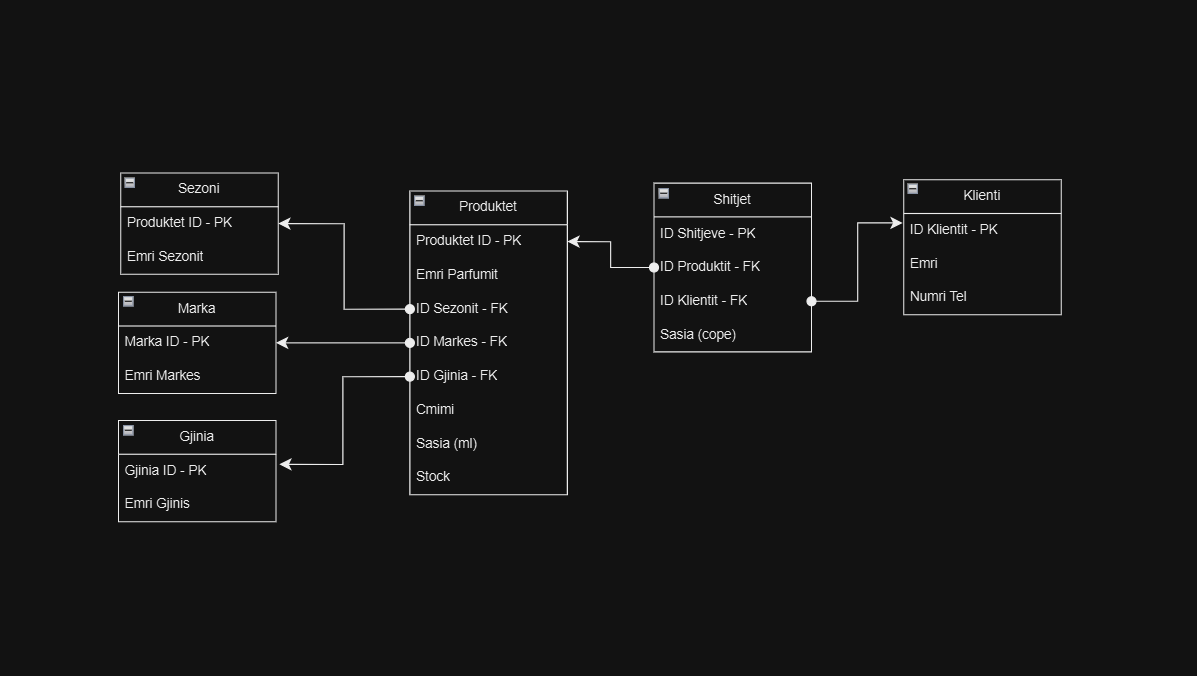 Sezoni
Produktet ID - PK
Emri Sezonit
Marka
Marka ID - PK
Emri Markes
Gjinia
Gjinia ID - PK
Emri Gjinis
Produktet
Produktet ID - PK
Emri Parfumit
ID Sezonit - FK
ID Markes - FK
ID Gjinia - FK
Cmimi
Sasia (ml)
Stock
Shitjet
ID Shitjeve - PK
ID Produktit - FK
ID Klientit - FK
Sasia (cope)
Klienti
ID Klientit - PK
Emri
Numri Tel